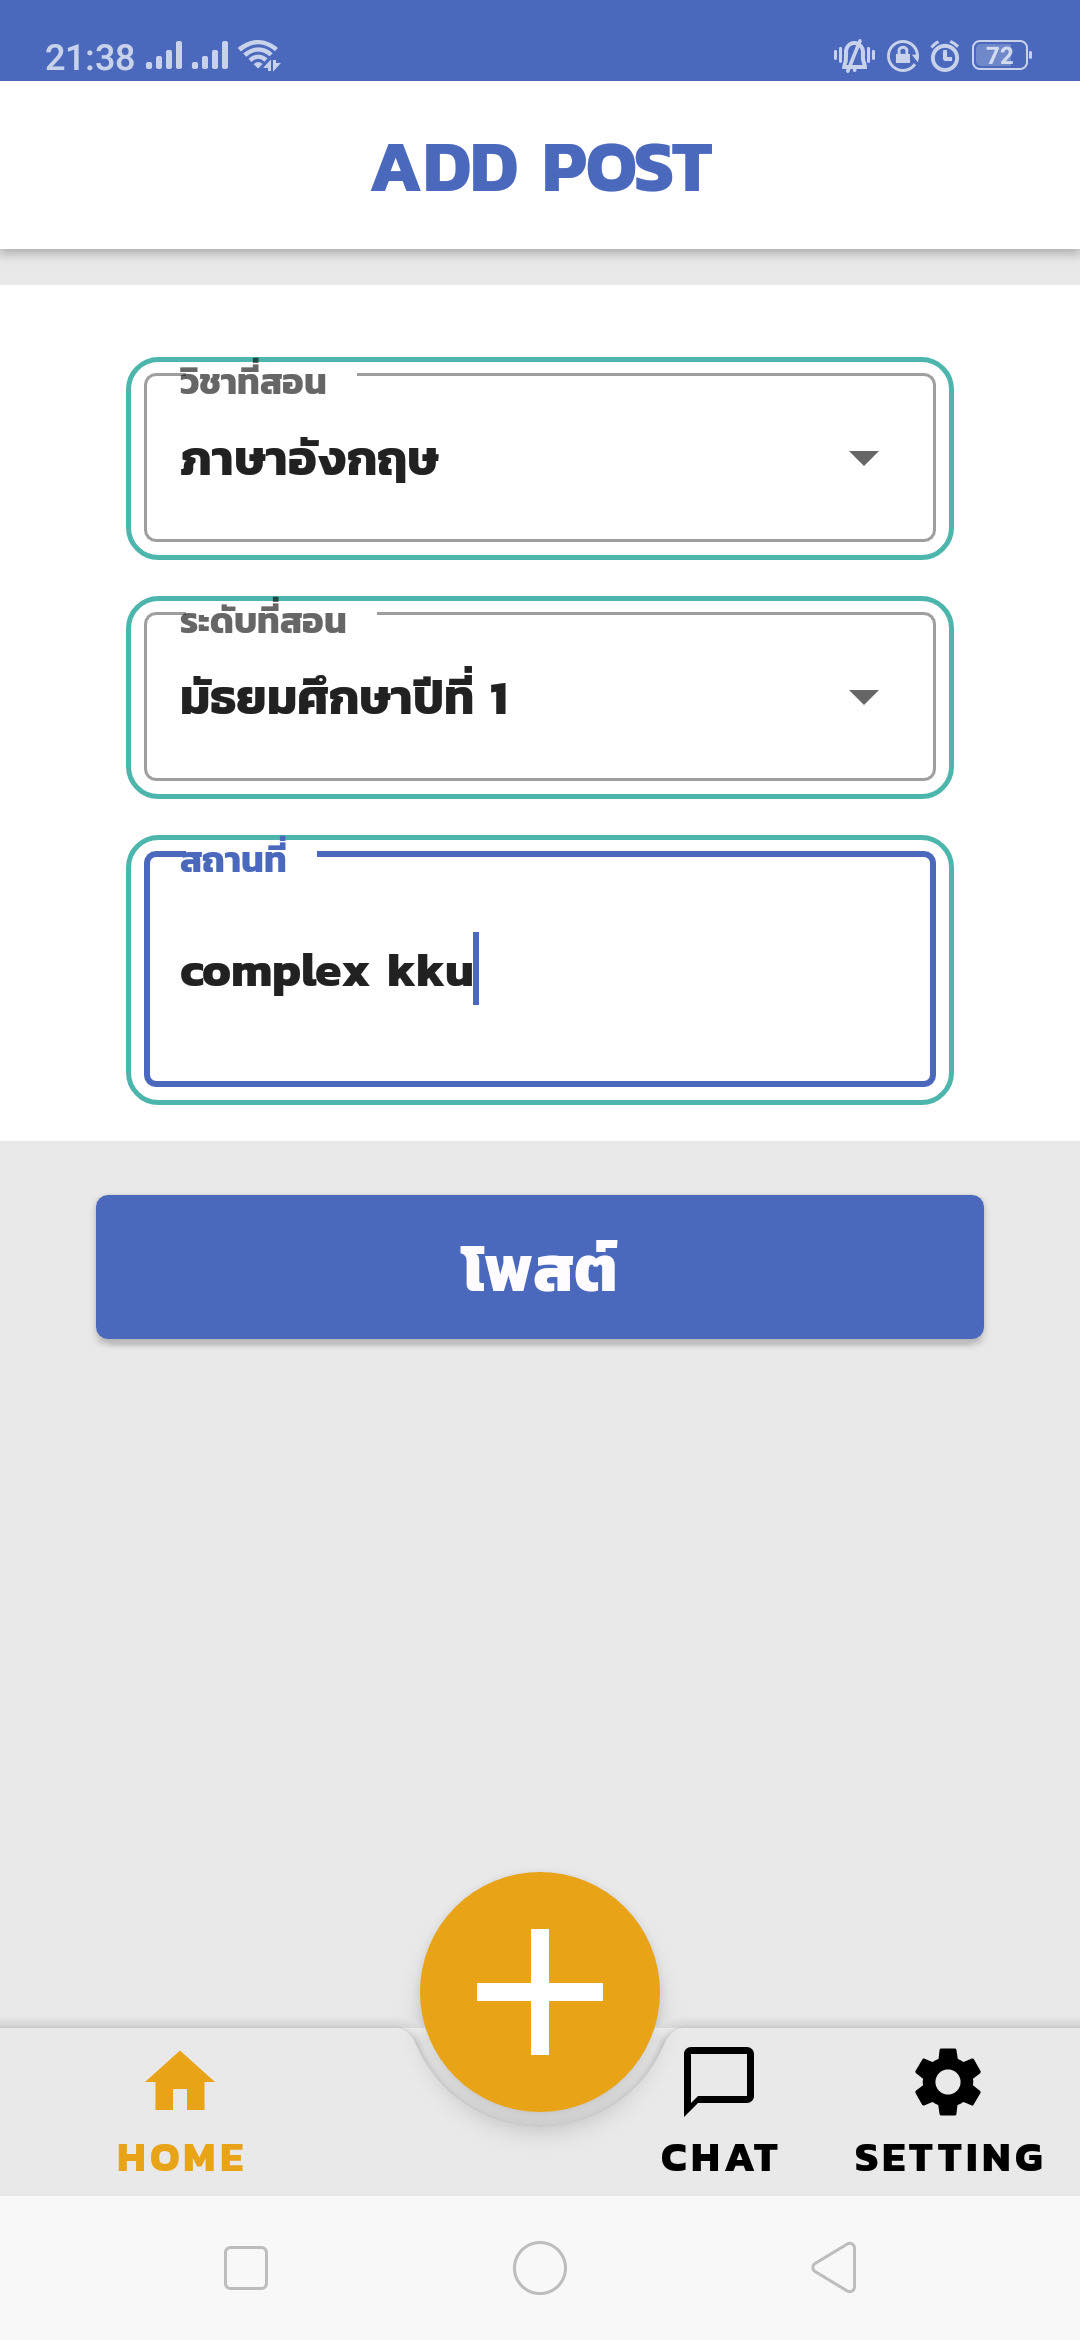 21:38
72
ADD POST
วิชาที่สอน
ภาษาอังกฤษ
ระดับที่สอน
มัธยมศึกษาปีที่ 1
สถานที่
complex kku
โพสต์
HOME
CHAT
SETTING